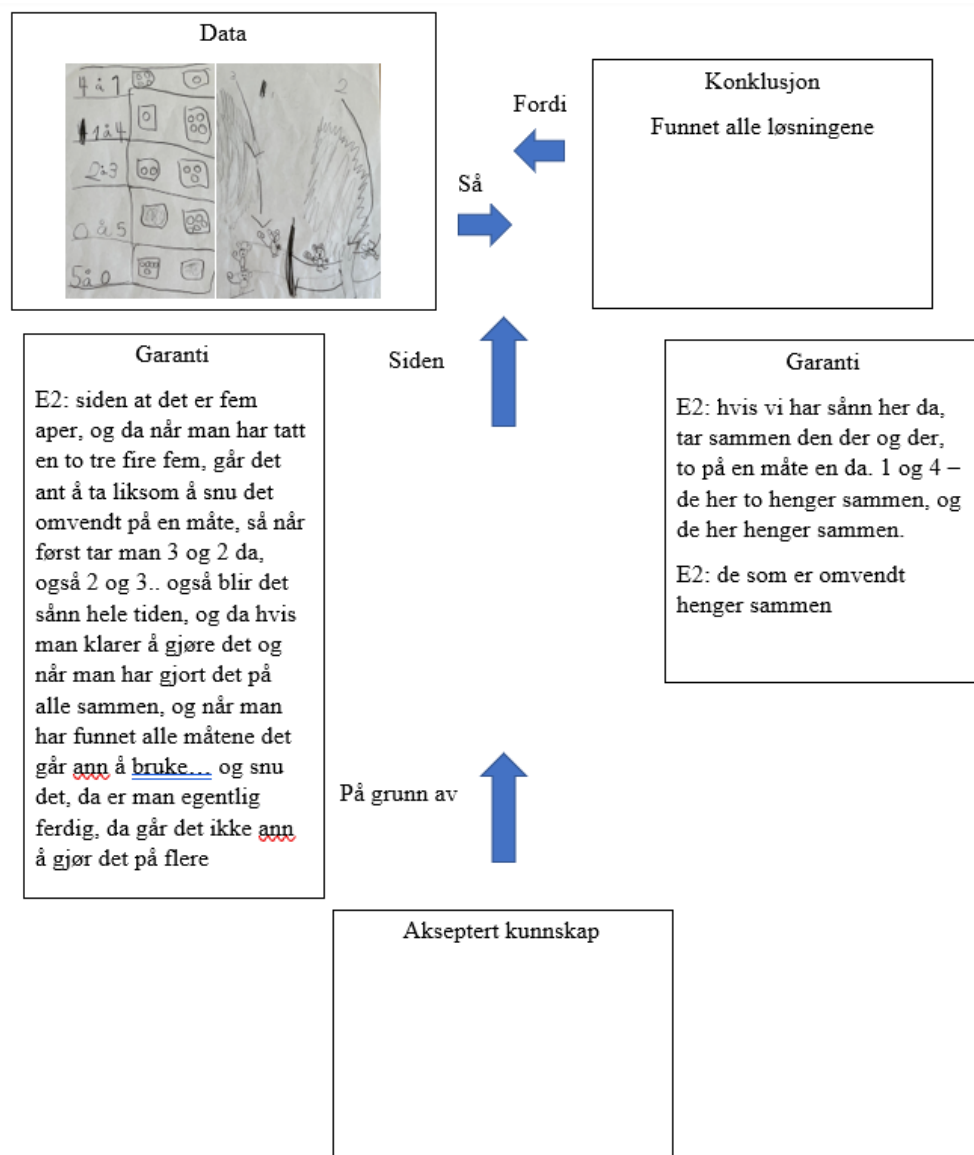 Data
4 å 1
1 å 4
2 å 3
0 å 5
5 å 0
2
Fordi
Så
Konklusjon
Funnet alle løsningene
Garanti
E2: siden at det er fem
aper, og da når man har tatt
en to tre fire fem, går det
ant å ta liksom å snu det
omvendt på en måte, så når
først tar man 3 og 2 da,
også 2 og 3.. også blir det
sånn hele tiden, og da hvis
man klarer å gjøre det og
når man har gjort det på
alle sammen, og når man
har funnet alle måtene det
går ann å bruke... og snu
det, da er man egentlig
ferdig, da går det ikke ann
å gjør det på flere
Siden
Garanti
E2: hvis vi har sånn her da,
tar sammen den der og der,
to på en måte en da. 1 og 4 –
de her to henger sammen, og
de her henger sammen.
E2: de som er omvendt
henger sammen
På grunn av
Akseptert kunnskap